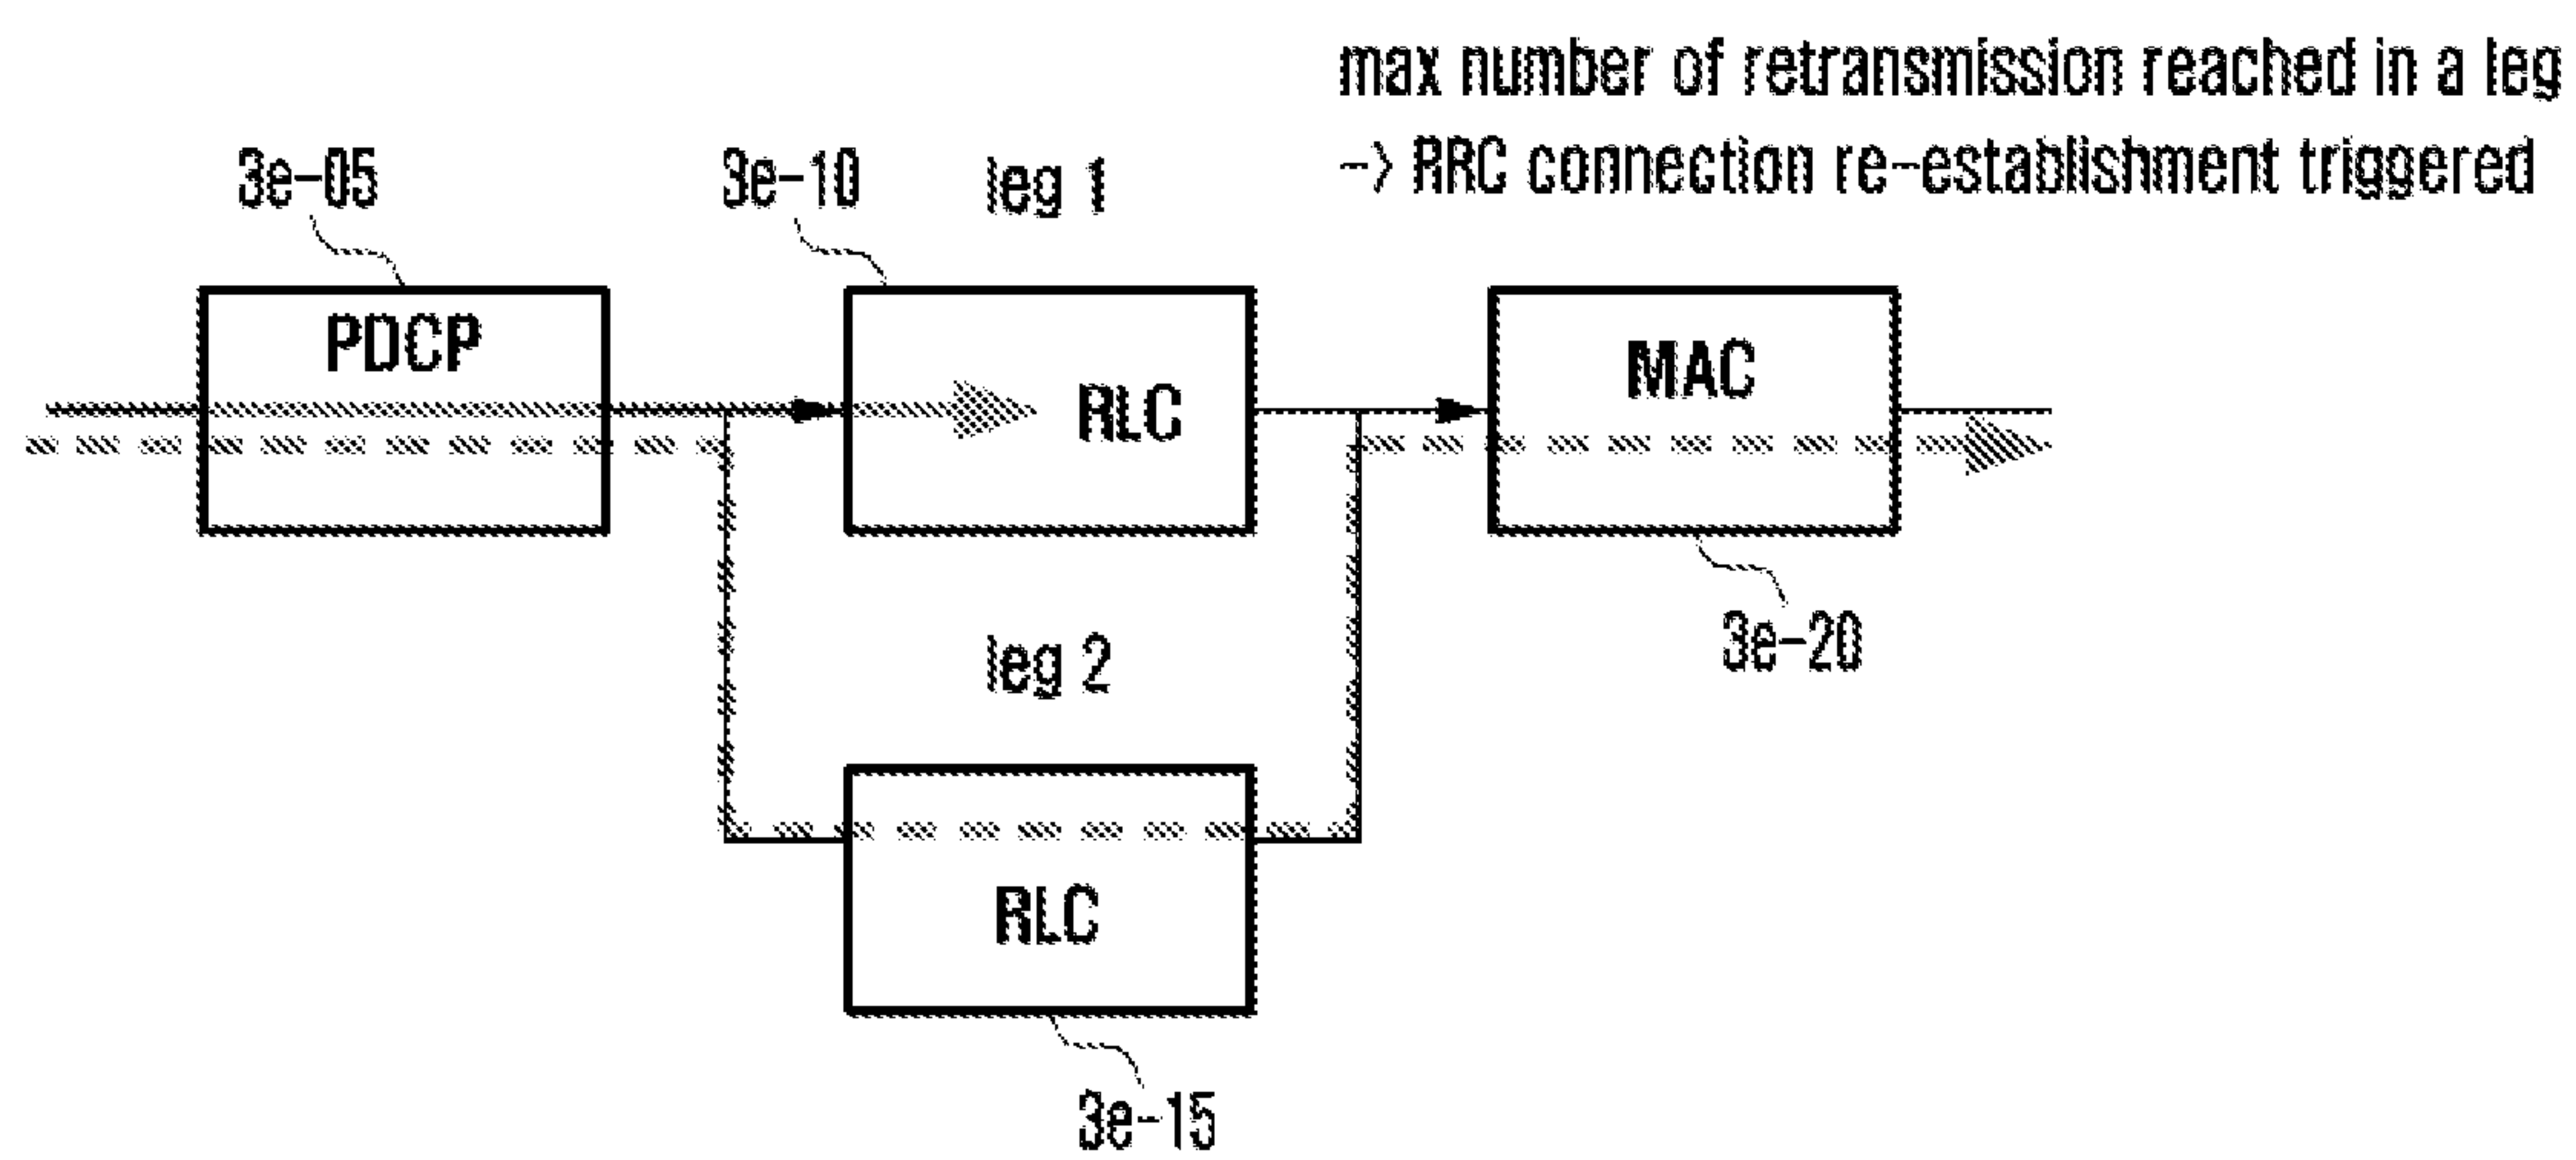 max number of retransmission reached in a leg
-> RRC connection re-establishment triggered
3e-05
3e-10
leg 1
PDCP
RLC
MAC
3e-20
leg 2
RLC
3e-15